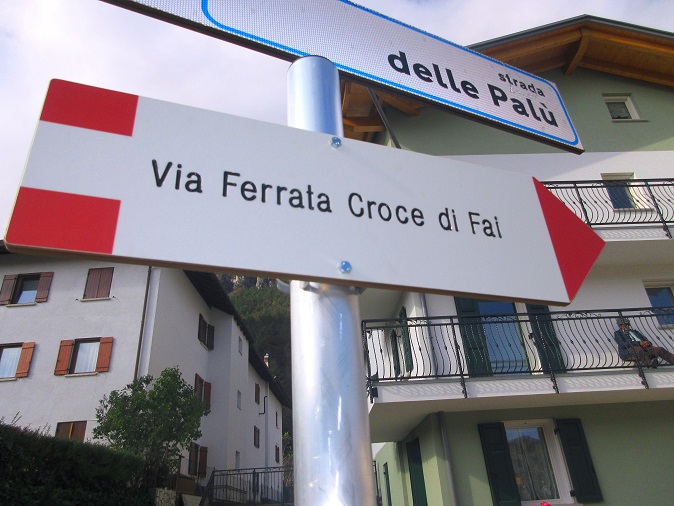 strada
delle Palù
Via Ferrata Croce di Fai